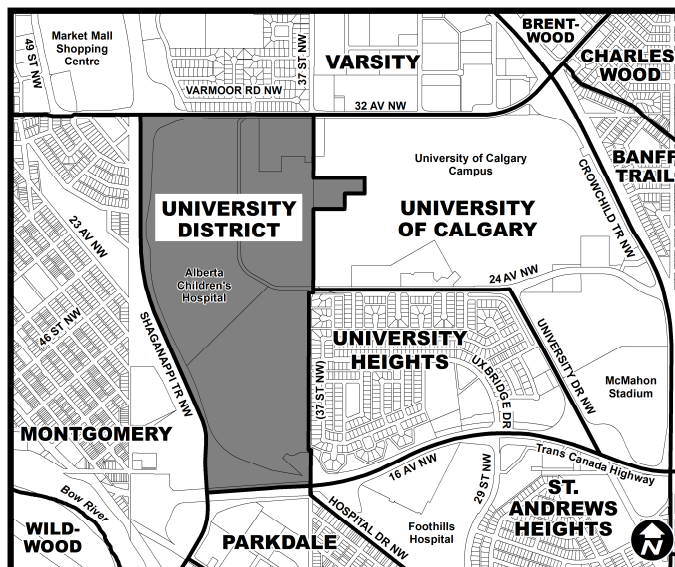 BRENT-
WOOD
Market Mall
Shopping
Centre
49 ST NW
37 ST NW
VARSITY
CHARLES
WOOD
VARMOOR RD NW
32 AV NW
University of Calgary
Campus
BANFF
TRAIL
CROWCHILD TR NW
UNIVERSITY
DISTRICT
UNIVERSITY
OF CALGARY
23 AV NW
Alberta
Children's
Hospital
24 AV NW
46 ST NW
SHAGANAPPI TR NW
UNIVERSITY
HEIGHTS
(37 ST NW)
UXBRIDGE DR
UNIVERSITY DR NW
McMahon
Stadium
MONTGOMERY
16 AV NW
Trans Canada Highway
29 ST NW
Bow River
HOSPITAL DR NW
ST.
ANDREWS
HEIGHTS
WILD-
WOOD
PARKDALE
Foothills
Hospital
N